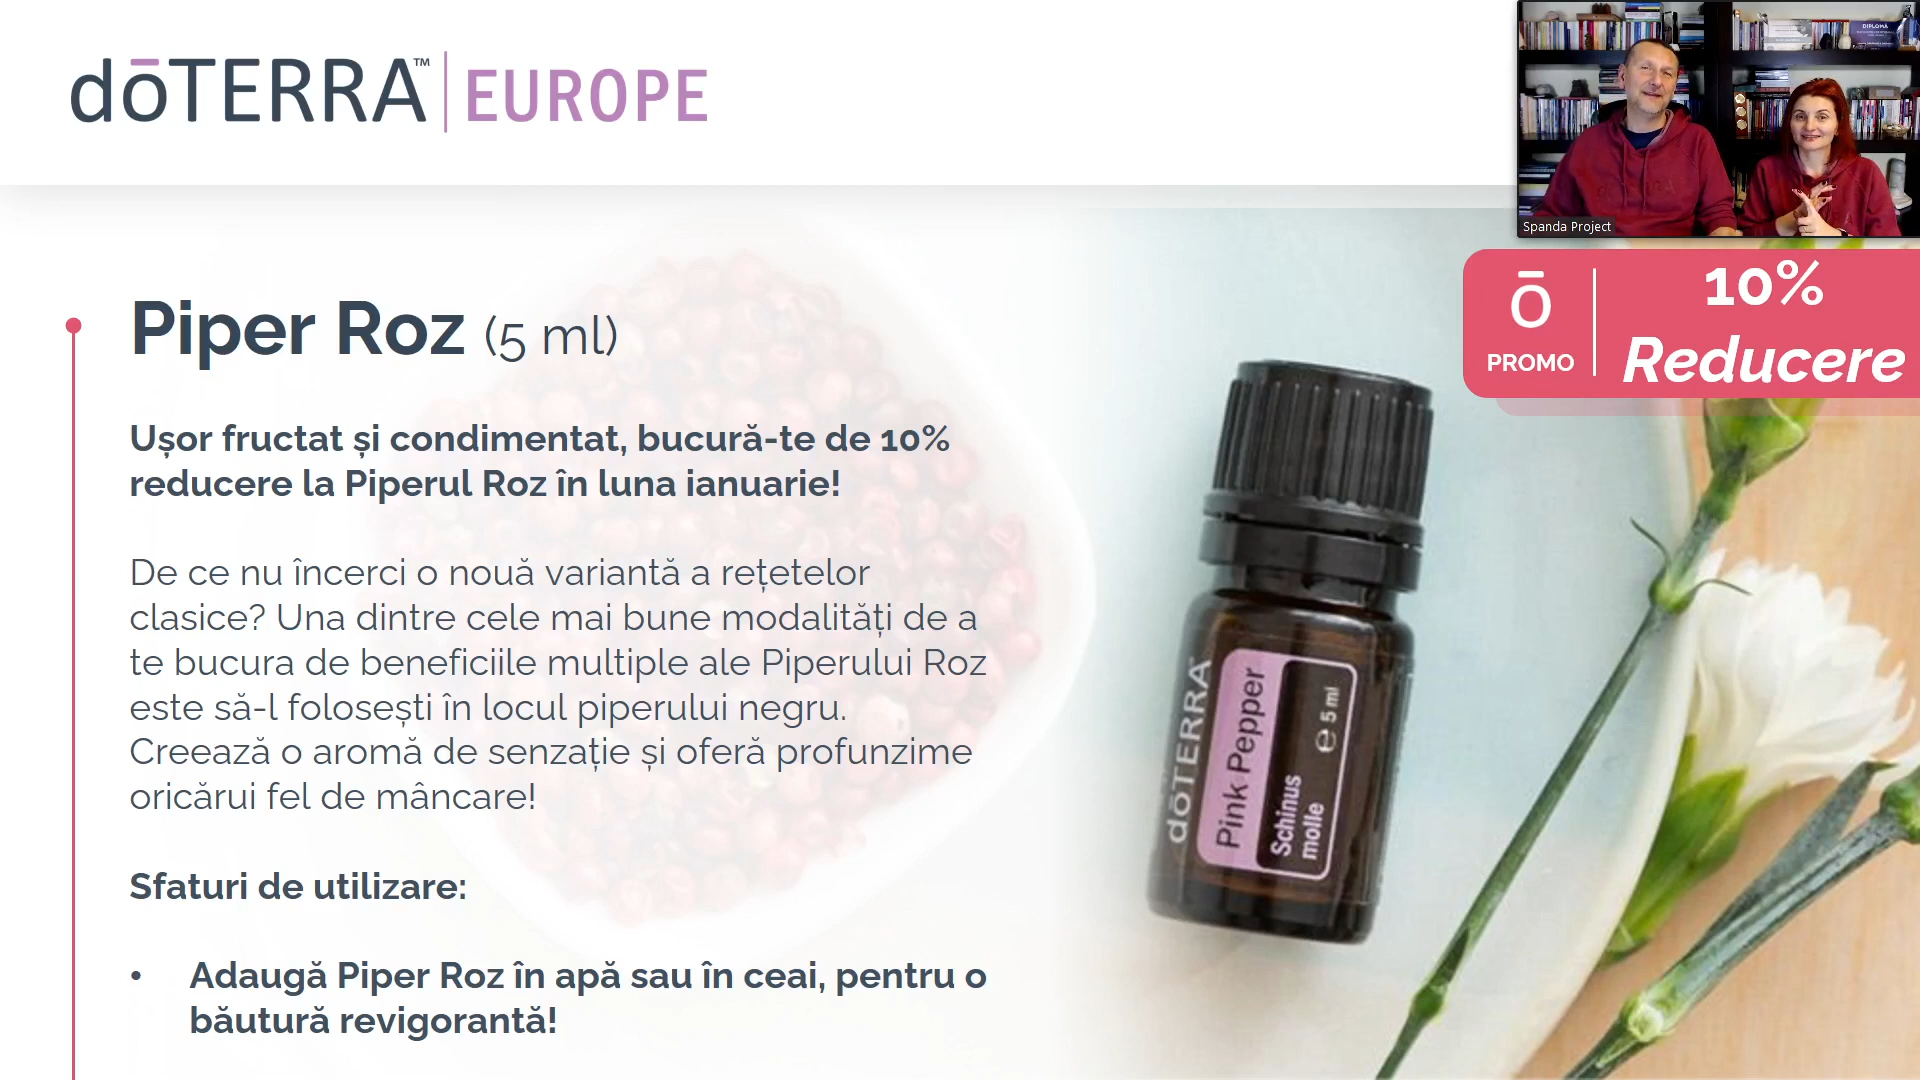 dōTERRA™ EUROPE
DIPLOMĂ
Spanda Project
ō
PROMO
10%
Reducere
Piper Roz (5 ml)
Ușor fructat și condimentat, bucură-te de 10%
reducere la Piperul Roz în luna ianuarie!
De ce nu încerci o nouă variantă a rețetelor
clasice? Una dintre cele mai bune modalități de a
te bucura de beneficiile multiple ale Piperului Roz
este să-l folosești în locul piperului negru.
Creează o aromă de senzație și oferă profunzime
oricărui fel de mâncare!
Sfaturi de utilizare:
• Adaugă Piper Roz în apă sau în ceai, pentru o
băutură revigorantă!
dōTERRA
Pink Pepper
Schinus
molle
℮ 5 ml